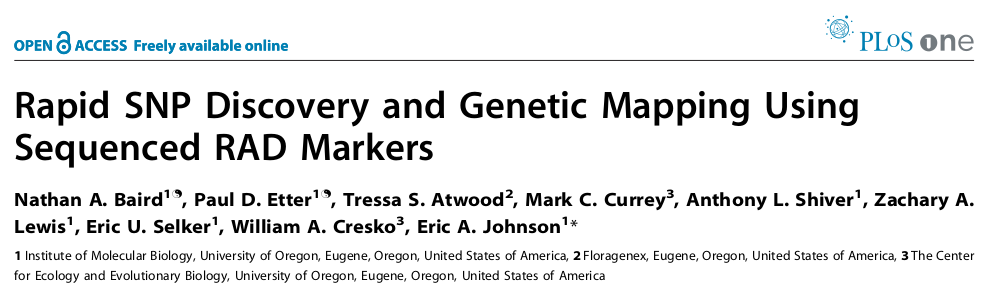 OPEN ACCESS Freely available online
PLoS one
Rapid SNP Discovery and Genetic Mapping Using
Sequenced RAD Markers
Nathan A. Baird1☯, Paul D. Etter1☯, Tressa S. Atwood2, Mark C. Currey3, Anthony L. Shiver1, Zachary A.
Lewis1, Eric U. Selker1, William A. Cresko3, Eric A. Johnson1*
1 Institute of Molecular Biology, University of Oregon, Eugene, Oregon, United States of America, 2 Floragenex, Eugene, Oregon, United States of America, 3 The Center
for Ecology and Evolutionary Biology, University of Oregon, Eugene, Oregon, United States of America